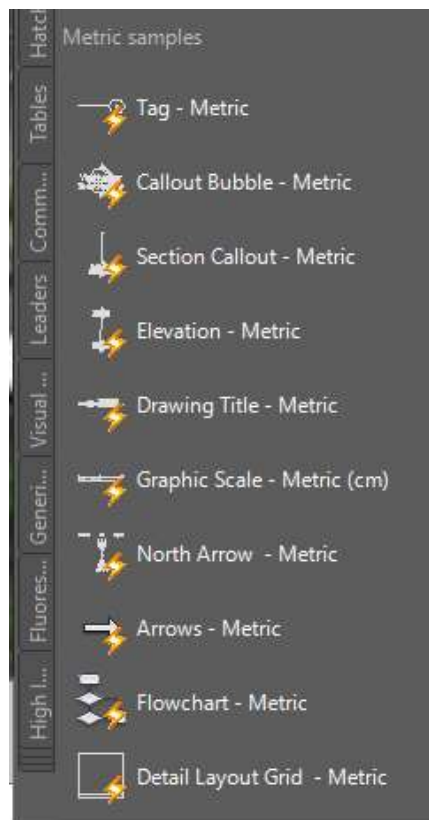 Hatch
Tables
Comm...
Leaders
Visual ...
Generi...
Fluores...
High I...
Metric samples
Tag - Metric
Callout Bubble - Metric
Section Callout - Metric
Elevation - Metric
Drawing Title - Metric
Graphic Scale - Metric (cm)
North Arrow - Metric
Arrows - Metric
Flowchart - Metric
Detail Layout Grid - Metric